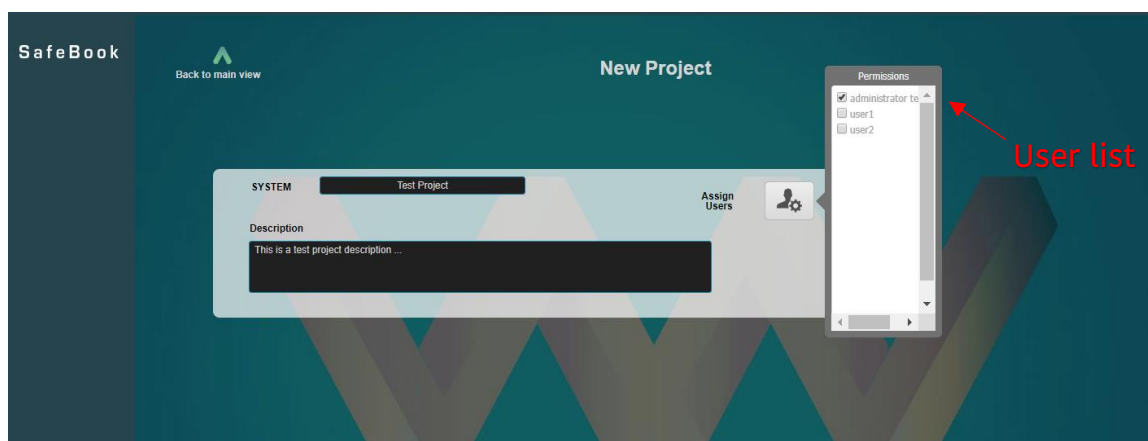 SafeBook
Back to main view
New Project
Permissions
administrator te
user1
user2
User list
SYSTEM
Test Project
Assign
Users
Description
This is a test project description ...